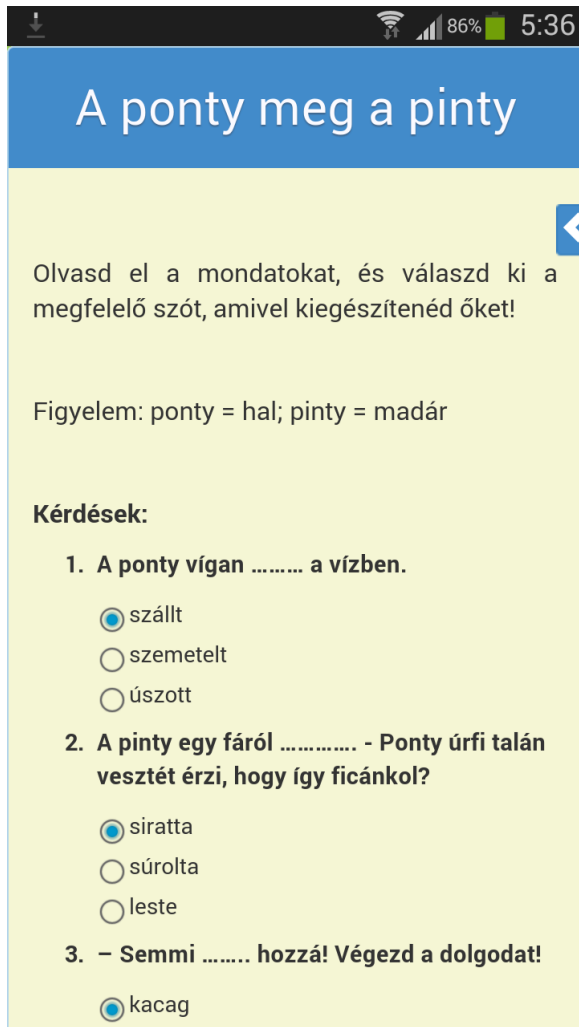 86% 5:36
A ponty meg a pinty
Olvasd el a mondatokat, és válaszd ki a
megfelelő szót, amivel kiegészítenéd őket!
Figyelem: ponty = hal; pinty = madár
Kérdések:
1. A ponty vígan ......... a vízben.
szállt
szemetelt
úszott
2. A pinty egy fáról ............. - Ponty úrfi talán
vesztét érzi, hogy így ficánkol?
siratta
súrolta
leste
3. – Semmi ........ hozzá! Végezd a dolgodat!
kacag